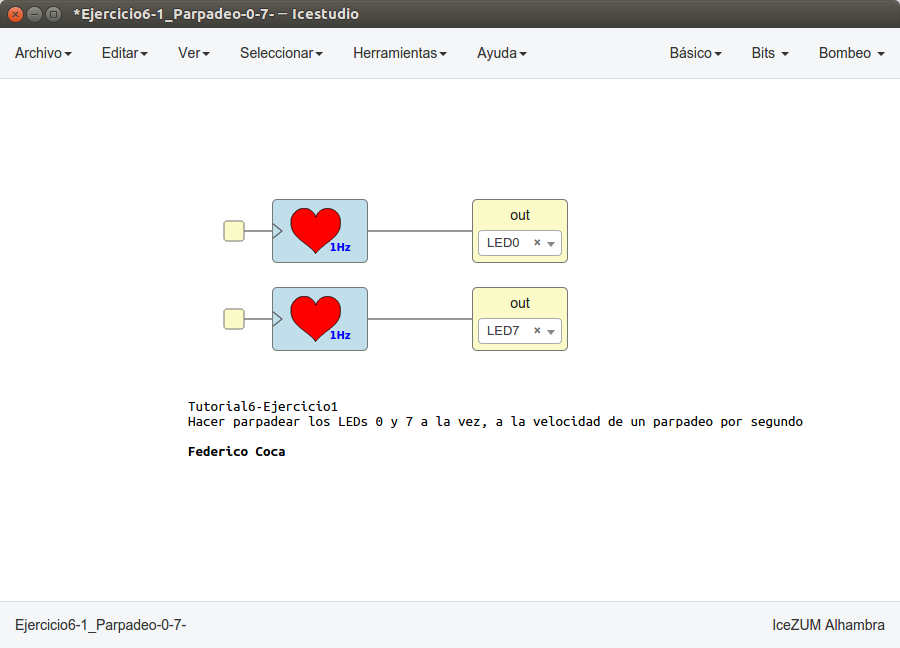 *Ejercicio6-1_Parpadeo-0-7- – Icestudio
Archivo Editar Ver Seleccionar Herramientas Ayuda Básico Bits Bombeo
1Hz
out
LED0 ×
1Hz
out
LED7 ×
Tutorial6-Ejercicio1
Hacer parpadear los LEDs 0 y 7 a la vez, a la velocidad de un parpadeo por segundo
Federico Coca
Ejercicio6-1_Parpadeo-0-7- IceZUM Alhambra